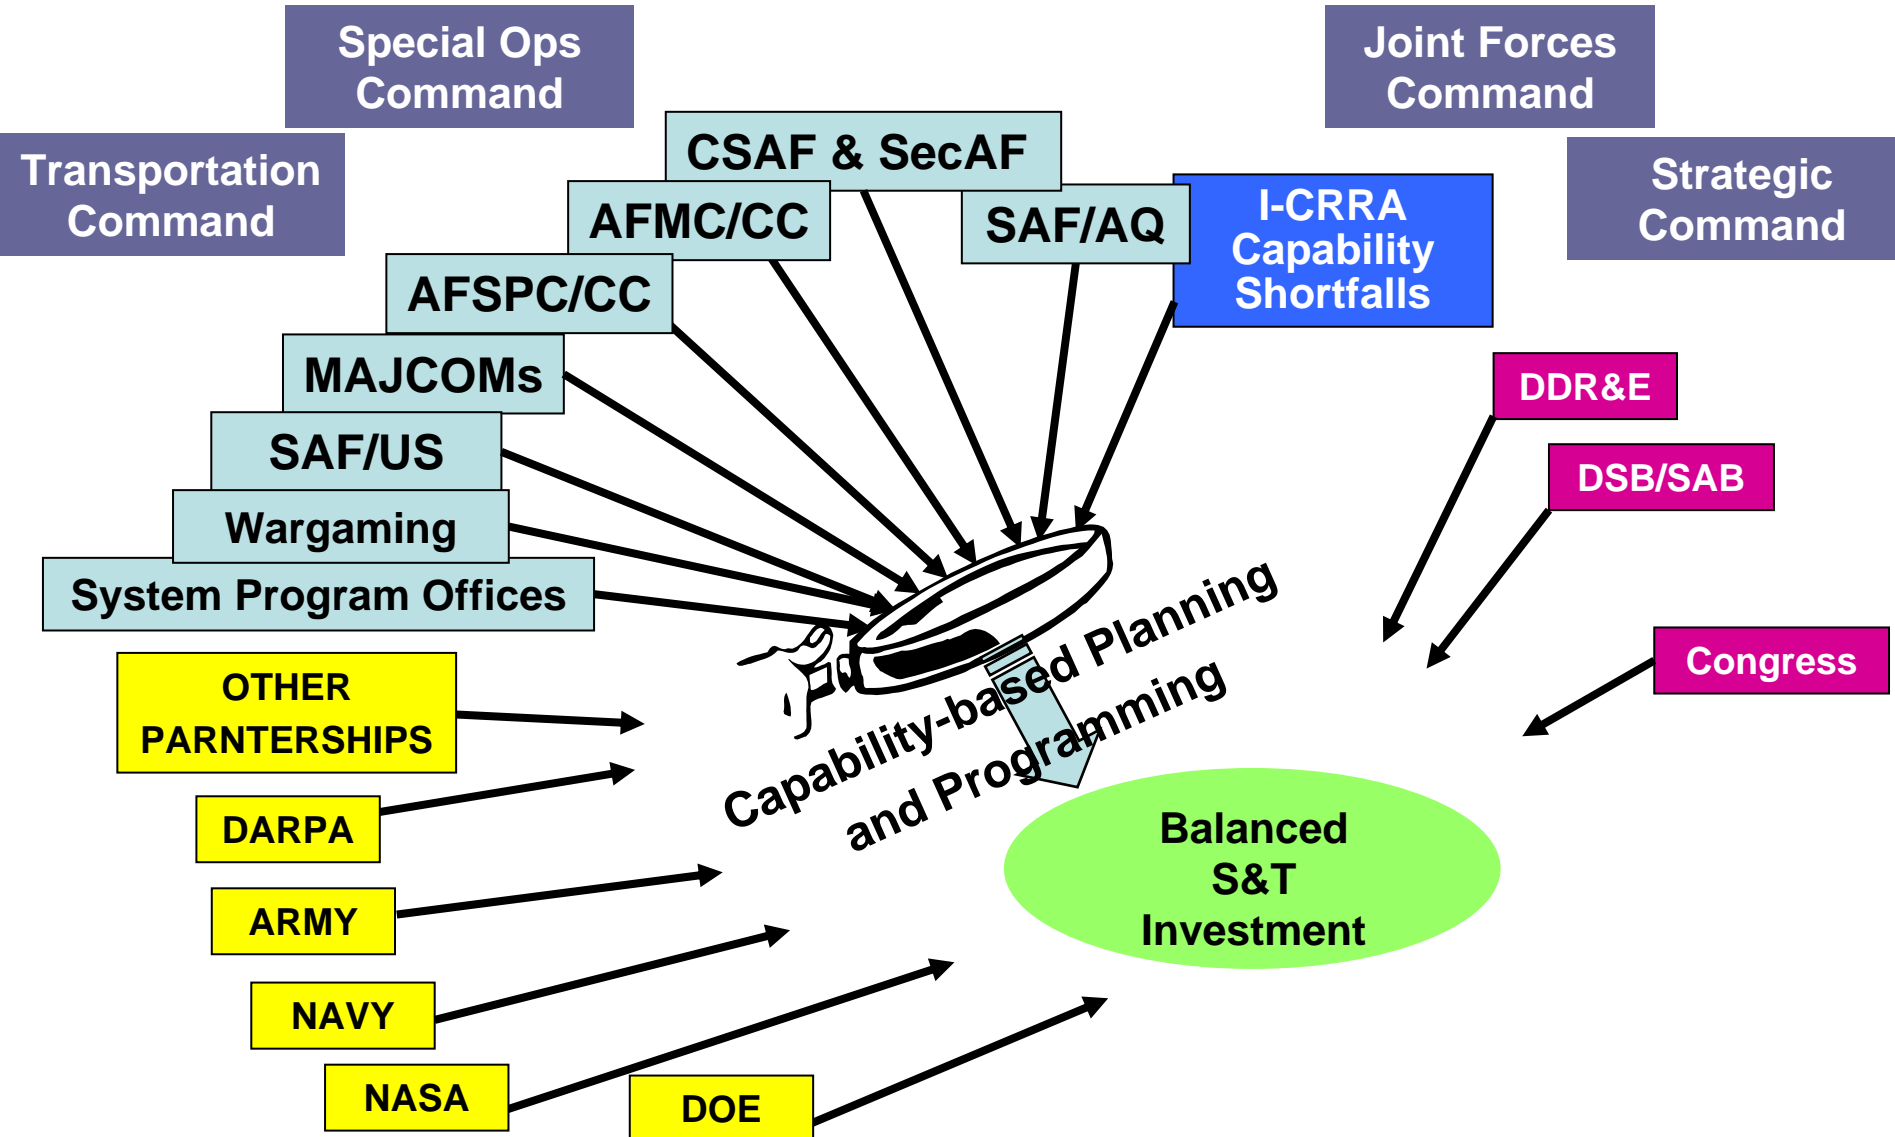 Special Ops
Command
Joint Forces
Command
Transportation
Command
CSAF & SecAF
Strategic
Command
AFMC/CC
SAF/AQ
I-CRRA
Capability
Shortfalls
AFSPC/CC
MAJCOMs
DDR&E
SAF/US
DSB/SAB
Wargaming
System Program Offices
Capability-based Planning
and Programming
OTHER
PARNTERSHIPS
Congress
DARPA
Balanced
S&T
Investment
ARMY
NAVY
NASA
DOE